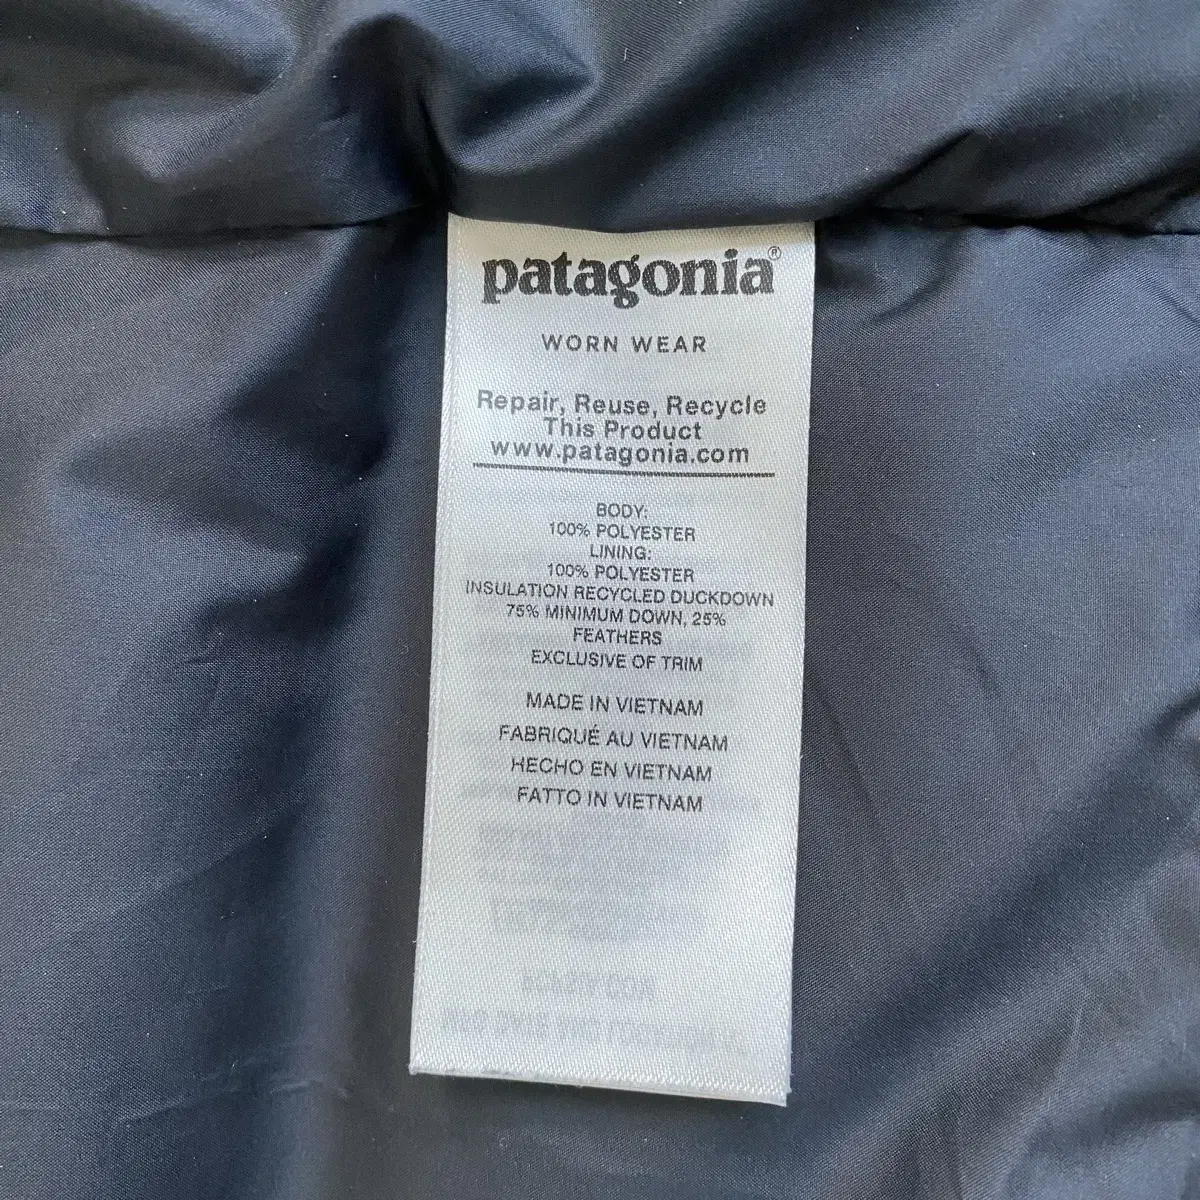 patagonia®
WORN WEAR
Repair, Reuse, Recycle
This Product
www.patagonia.com
BODY:
100% POLYESTER
LINING:
100% POLYESTER
INSULATION RECYCLED DUCKDOWN
75% MINIMUM DOWN, 25%
FEATHERS
EXCLUSIVE OF TRIM
MADE IN VIETNAM
FABRIQUÉ AU VIETNAM
HECHO EN VIETNAM
FATTO IN VIETNAM